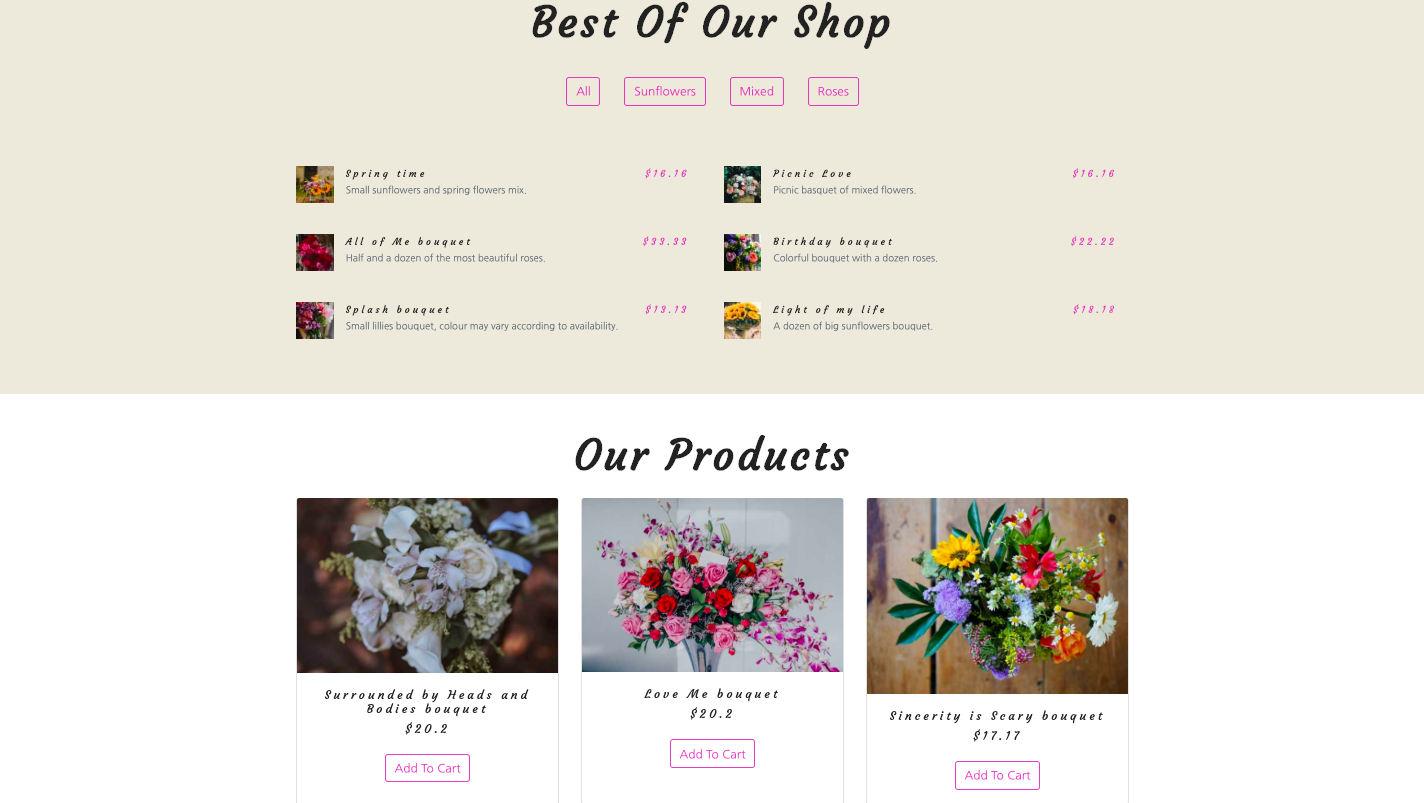 Best Of Our Shop
All Sunflowers Mixed Roses
Spring time $16.16
Small sunflowers and spring flowers mix.
Picnic Love $16.16
Picnic basquet of mixed flowers.
All of Me bouquet $33.33
Half and a dozen of the most beautiful roses.
Birthday bouquet $22.22
Colorful bouquet with a dozen roses.
Splash bouquet $13.13
Small lillies bouquet, colour may vary according to availability.
Light of my life $18.18
A dozen of big sunflowers bouquet.
Our Products
Surrounded by Heads and
Bodies bouquet
$20.2
Add To Cart
Love Me bouquet
$20.2
Add To Cart
Sincerity is Scary bouquet
$17.17
Add To Cart